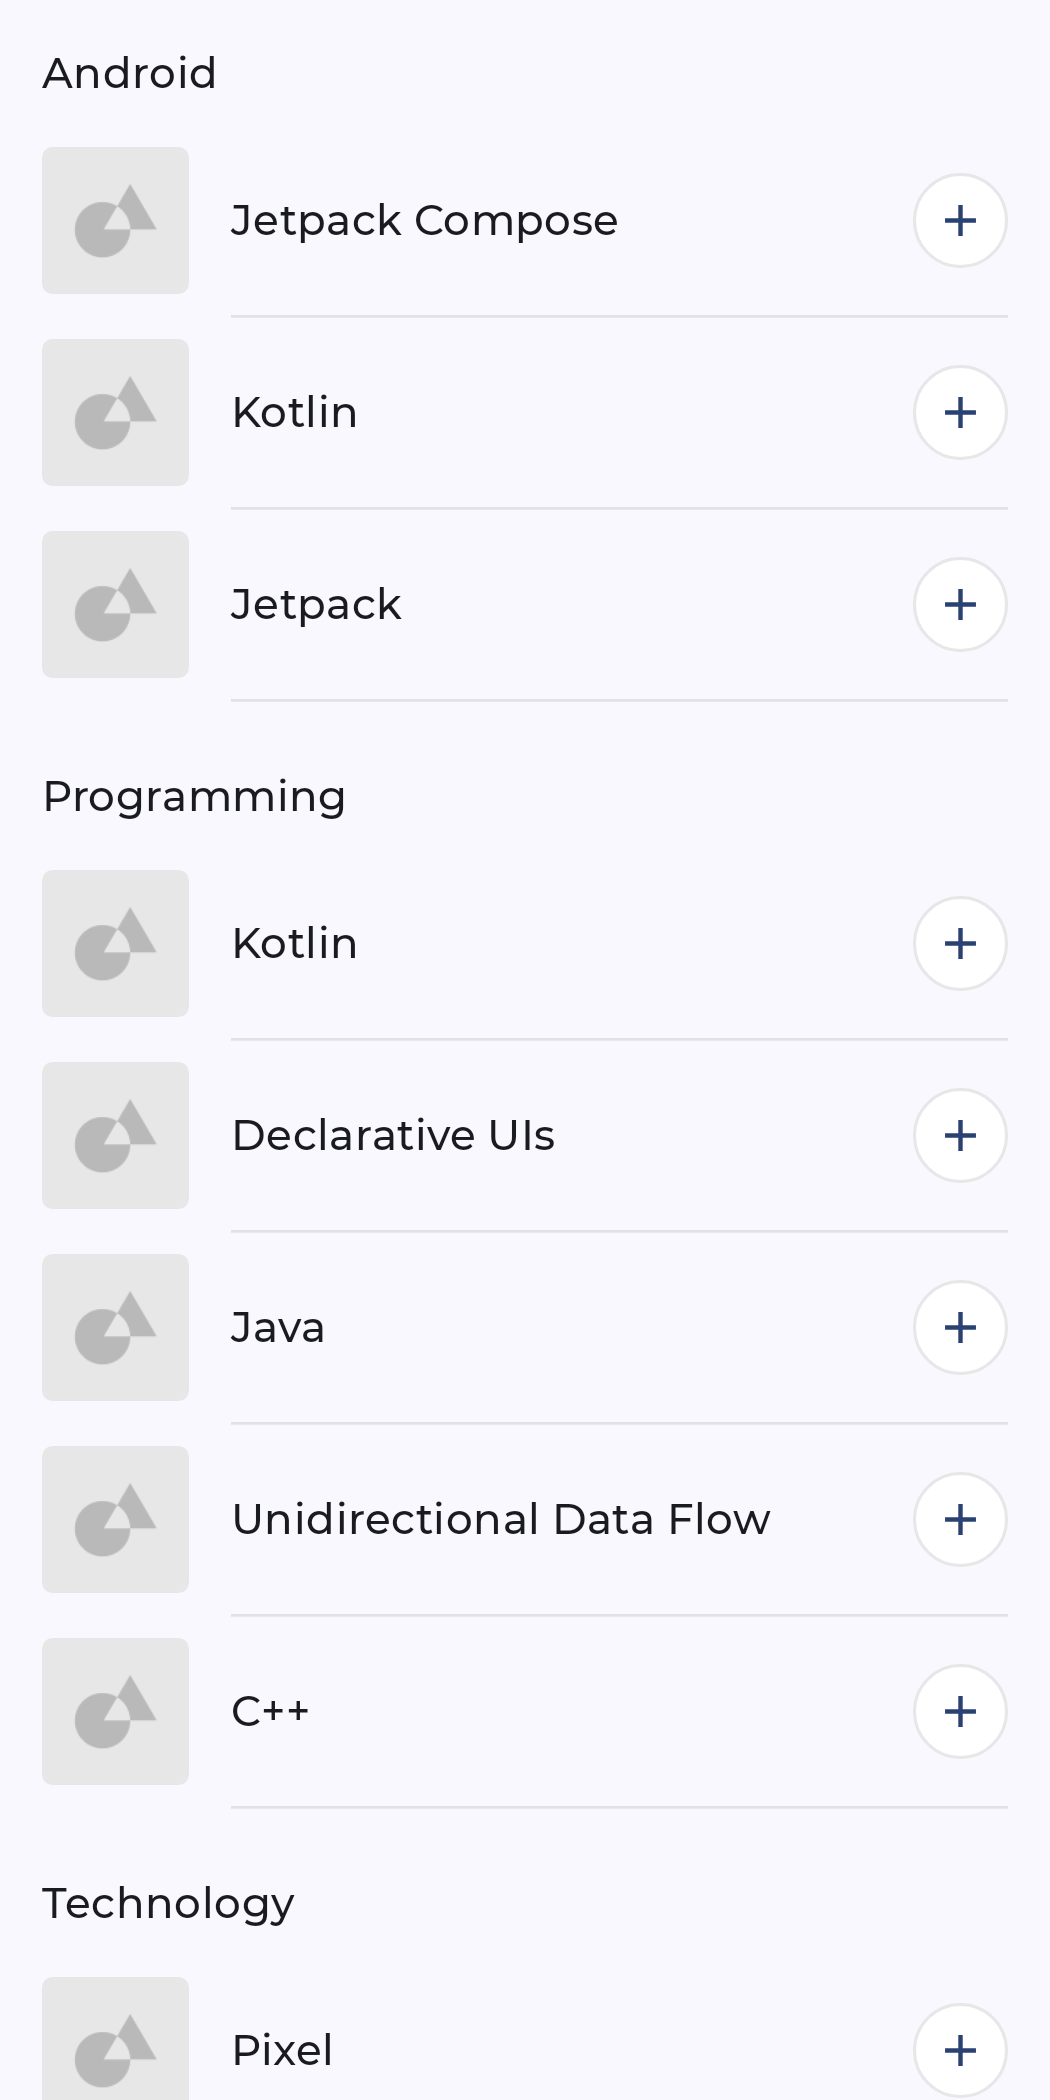 Android
Jetpack Compose
Kotlin
Jetpack
Programming
Kotlin
Declarative UIs
Java
Unidirectional Data Flow
C++
Technology
Pixel